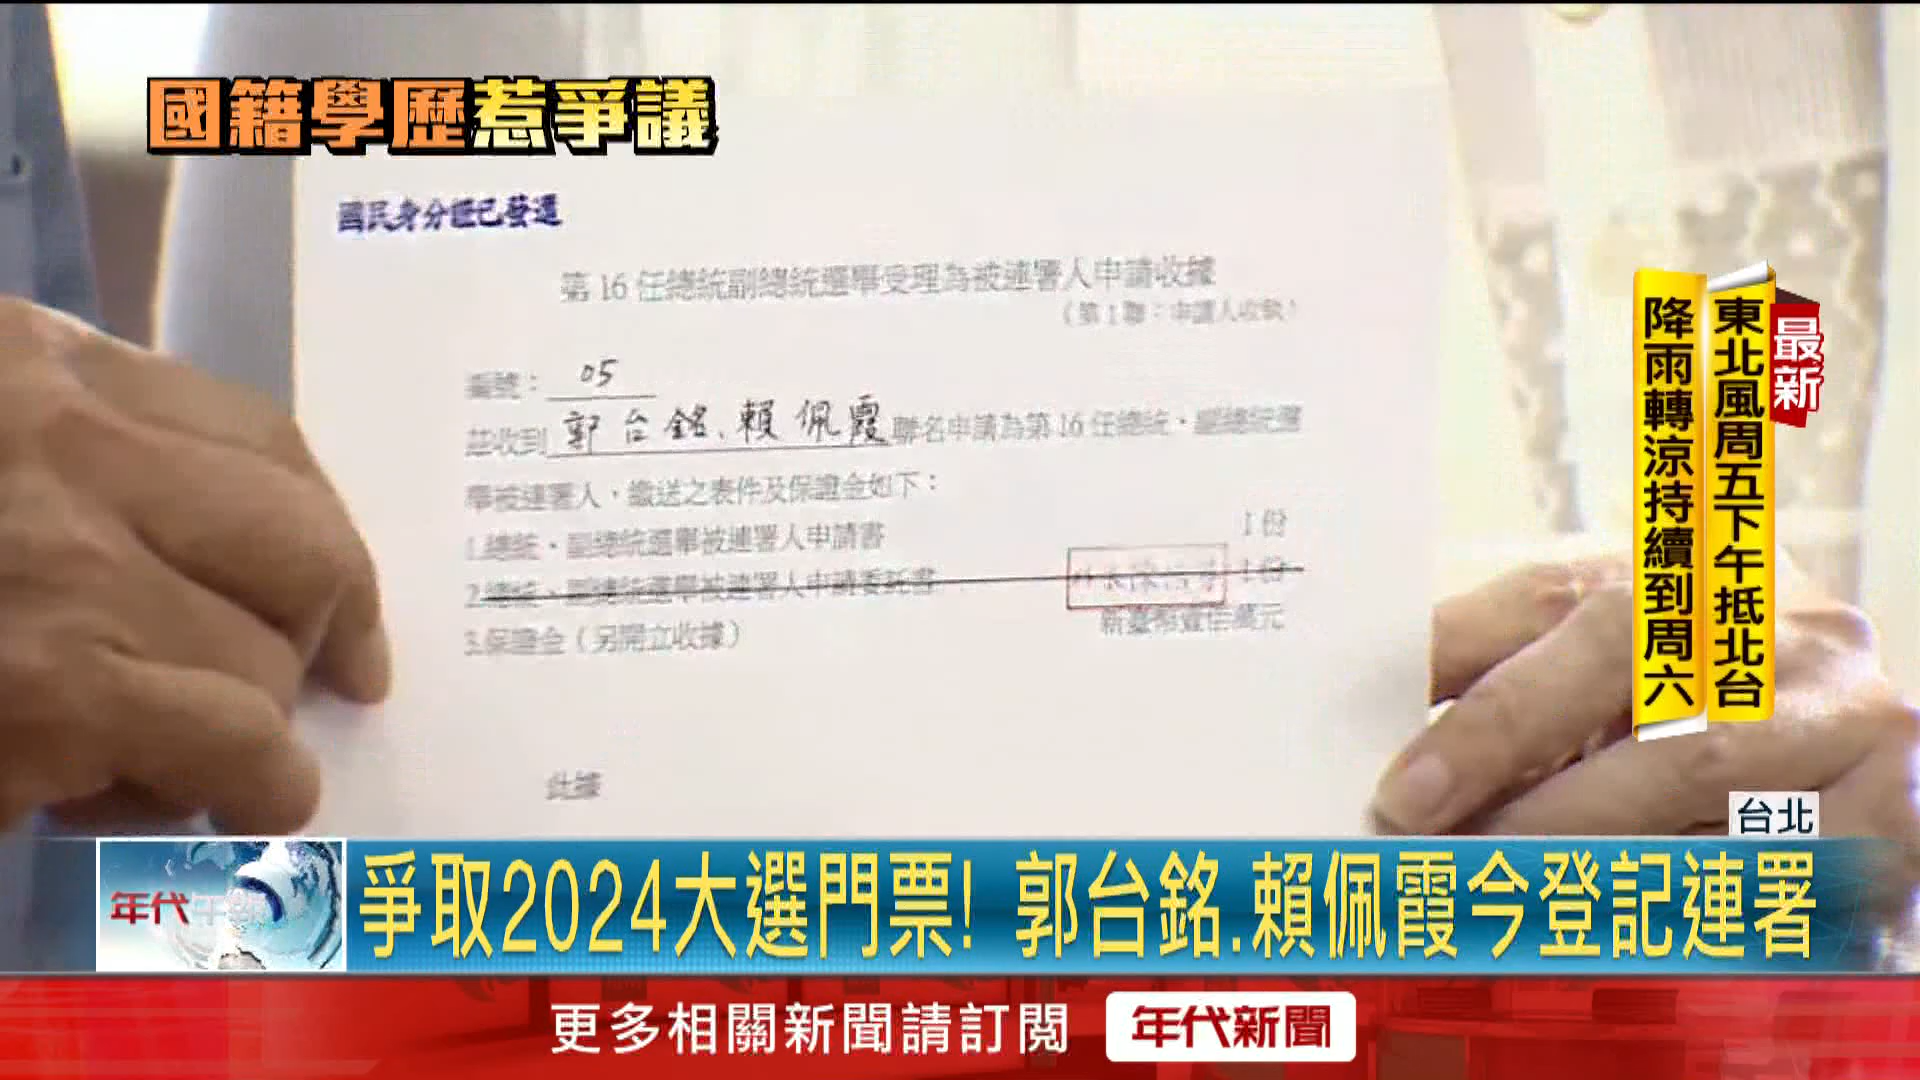 國籍學歷惹爭議
國民身分證已發還
第16任總統副總統選舉受理為被連署人申請收據
(第1聯:申請人收執)
編號: 05
茲收到 郭台銘、賴佩霞 聯名申請為第16任總統、副總統選
舉被連署人,繳送之表件及保證金如下:
1.總統、副總統選舉被連署人申請書 1份
2.總統、副總統選舉被連署人申請委託書 1份
3.保證金(另開立收據) 新臺幣壹佰萬元
此據
最新
東北風周五下午抵北台
降雨轉涼持續到周六
台北
年代午報
爭取2024大選門票! 郭台銘.賴佩霞今登記連署
更多相關新聞請訂閱 年代新聞